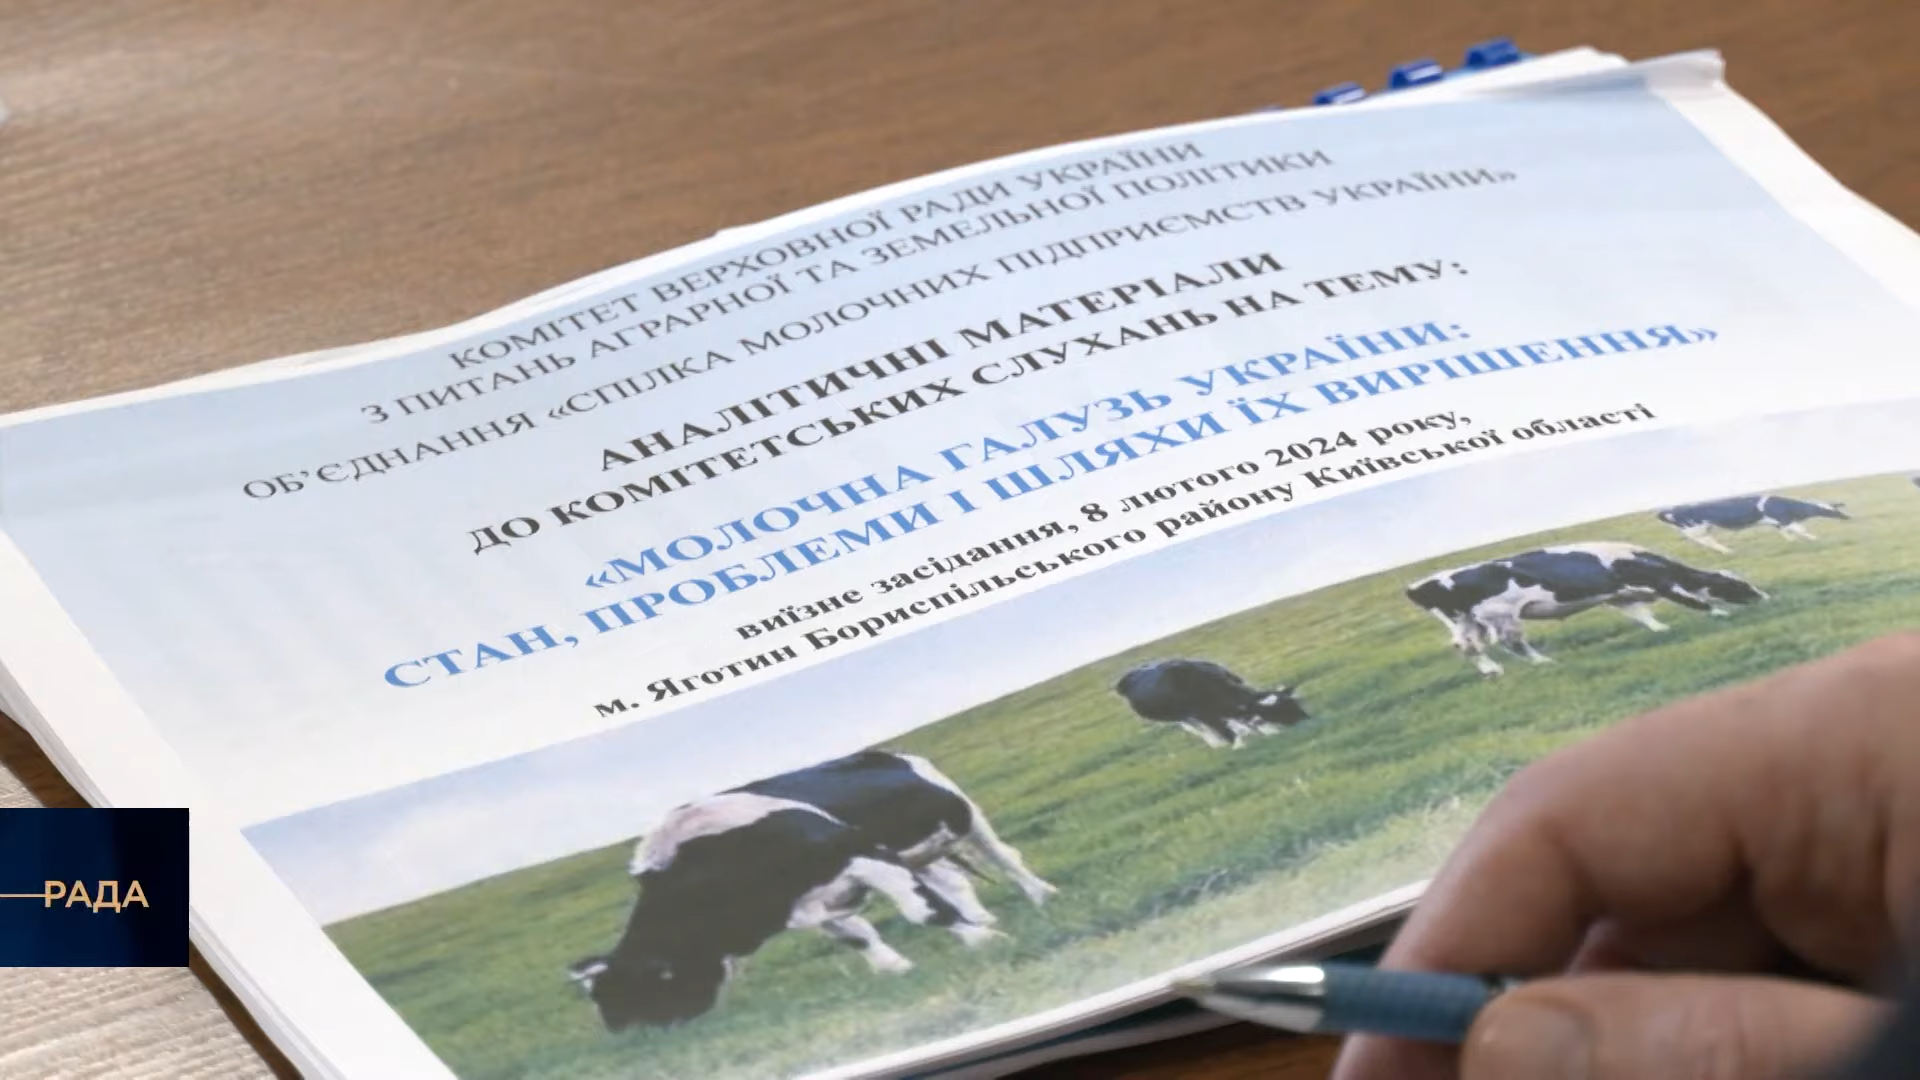 КОМІТЕТ ВЕРХОВНОЇ РАДИ УКРАЇНИ
З ПИТАНЬ АГРАРНОЇ ТА ЗЕМЕЛЬНОЇ ПОЛІТИКИ
ОБ’ЄДНАННЯ «СПІЛКА МОЛОЧНИХ ПІДПРИЄМСТВ УКРАЇНИ»
АНАЛІТИЧНІ МАТЕРІАЛИ
ДО КОМІТЕТСЬКИХ СЛУХАНЬ НА ТЕМУ:
«МОЛОЧНА ГАЛУЗЬ УКРАЇНИ:
СТАН, ПРОБЛЕМИ І ШЛЯХИ ЇХ ВИРІШЕННЯ»
виїзне засідання, 8 лютого 2024 року,
м. Яготин Бориспільського району Київської області
РАДА